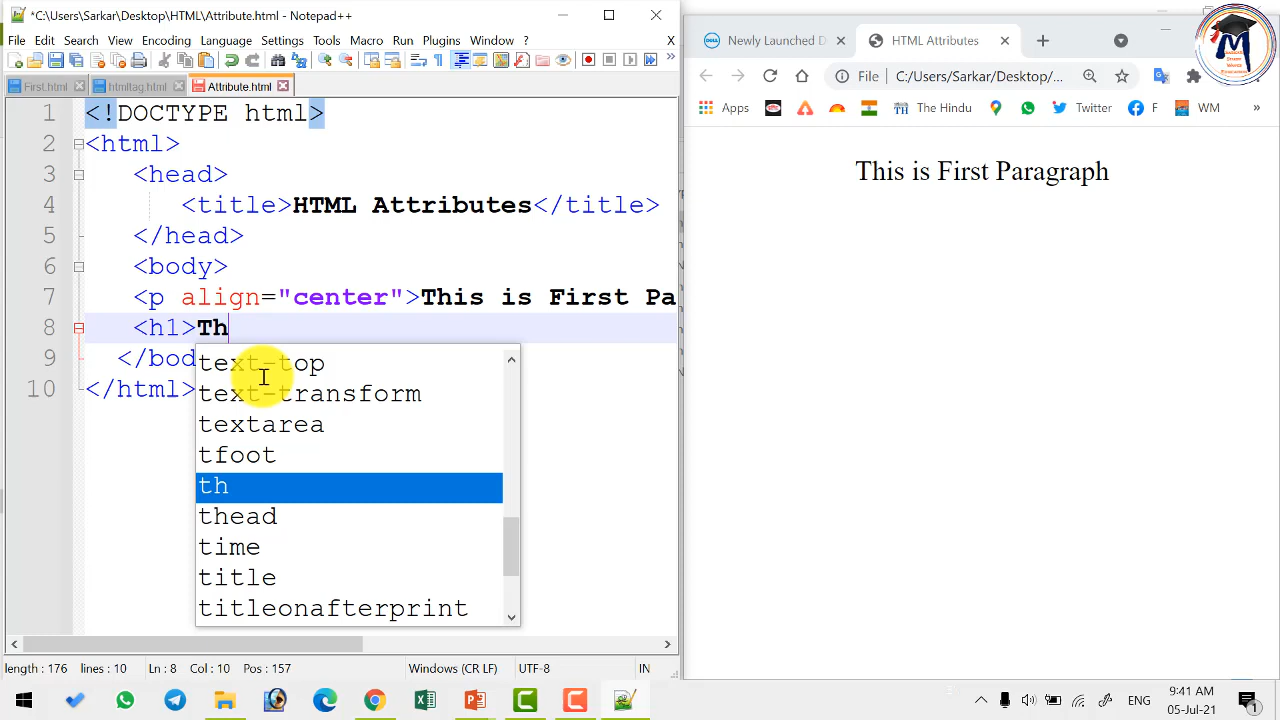 *C:\Users\Sarkar\Desktop\HTML\Attribute.html - Notepad++
File Edit Search View Encoding Language Settings Tools Macro Run Plugins Window ? X
First.html htmltag.html Attribute.html
1 <!DOCTYPE html>
2 <html>
3 <head>
4 <title>HTML Attributes</title>
5 </head>
6 <body>
7 <p align="center">This is First Pa
8 <h1>Th
9 </bod
10 </html>
text-top
text-transform
textarea
tfoot
th
thead
time
title
titleonafterprint
length : 176 lines : 10 Ln : 8 Col : 10 Pos : 157 Windows (CR LF) UTF-8 IN
Newly Launched D HTML Attributes
File C:/Users/Sarkar/Desktop/...
Apps TH The Hindu Twitter F WM »
This is First Paragraph
ENG 9:41 AM
05-Jul-21 1